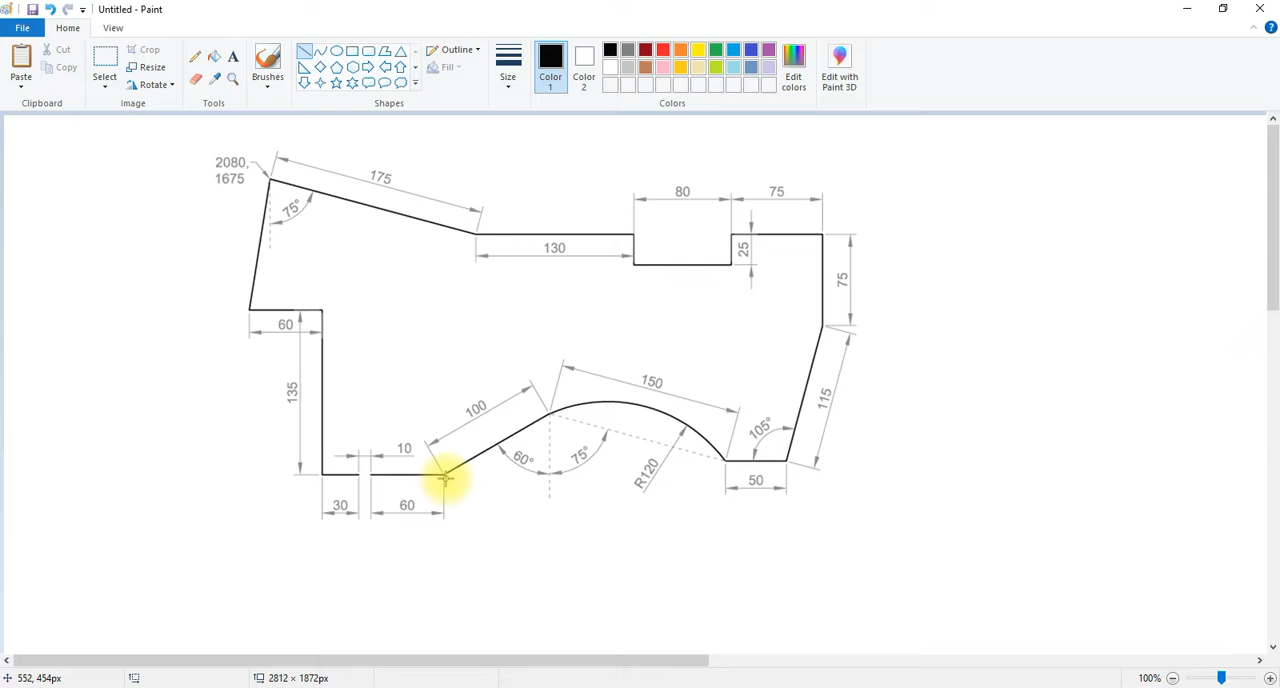 Untitled - Paint
File
Home
View
Paste
Cut
Copy
Clipboard
Select
Crop
Resize
Rotate
Image
Tools
Brushes
Shapes
Outline
Fill
Size
Color 1
Color 2
Edit colors
Colors
Edit with Paint 3D
2080,
1675
175
75°
80
75
130
25
75
60
135
100
150
115
105°
10
60°
75°
R120
30
60
50
552, 454px
2812 × 1872px
100%